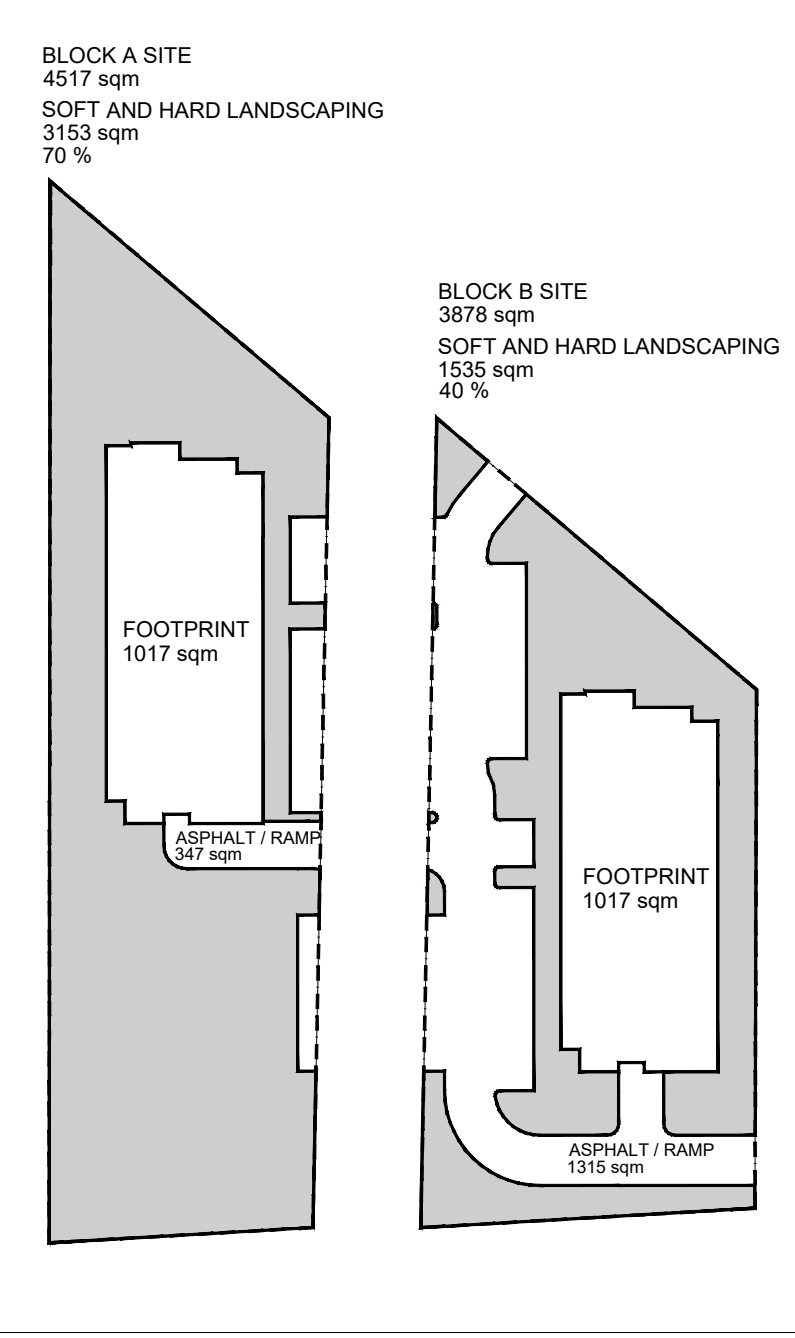 BLOCK A SITE
4517 sqm
SOFT AND HARD LANDSCAPING
3153 sqm
70 %
BLOCK B SITE
3878 sqm
SOFT AND HARD LANDSCAPING
1535 sqm
40 %
FOOTPRINT
1017 sqm
ASPHALT / RAMP
347 sqm
FOOTPRINT
1017 sqm
ASPHALT / RAMP
1315 sqm